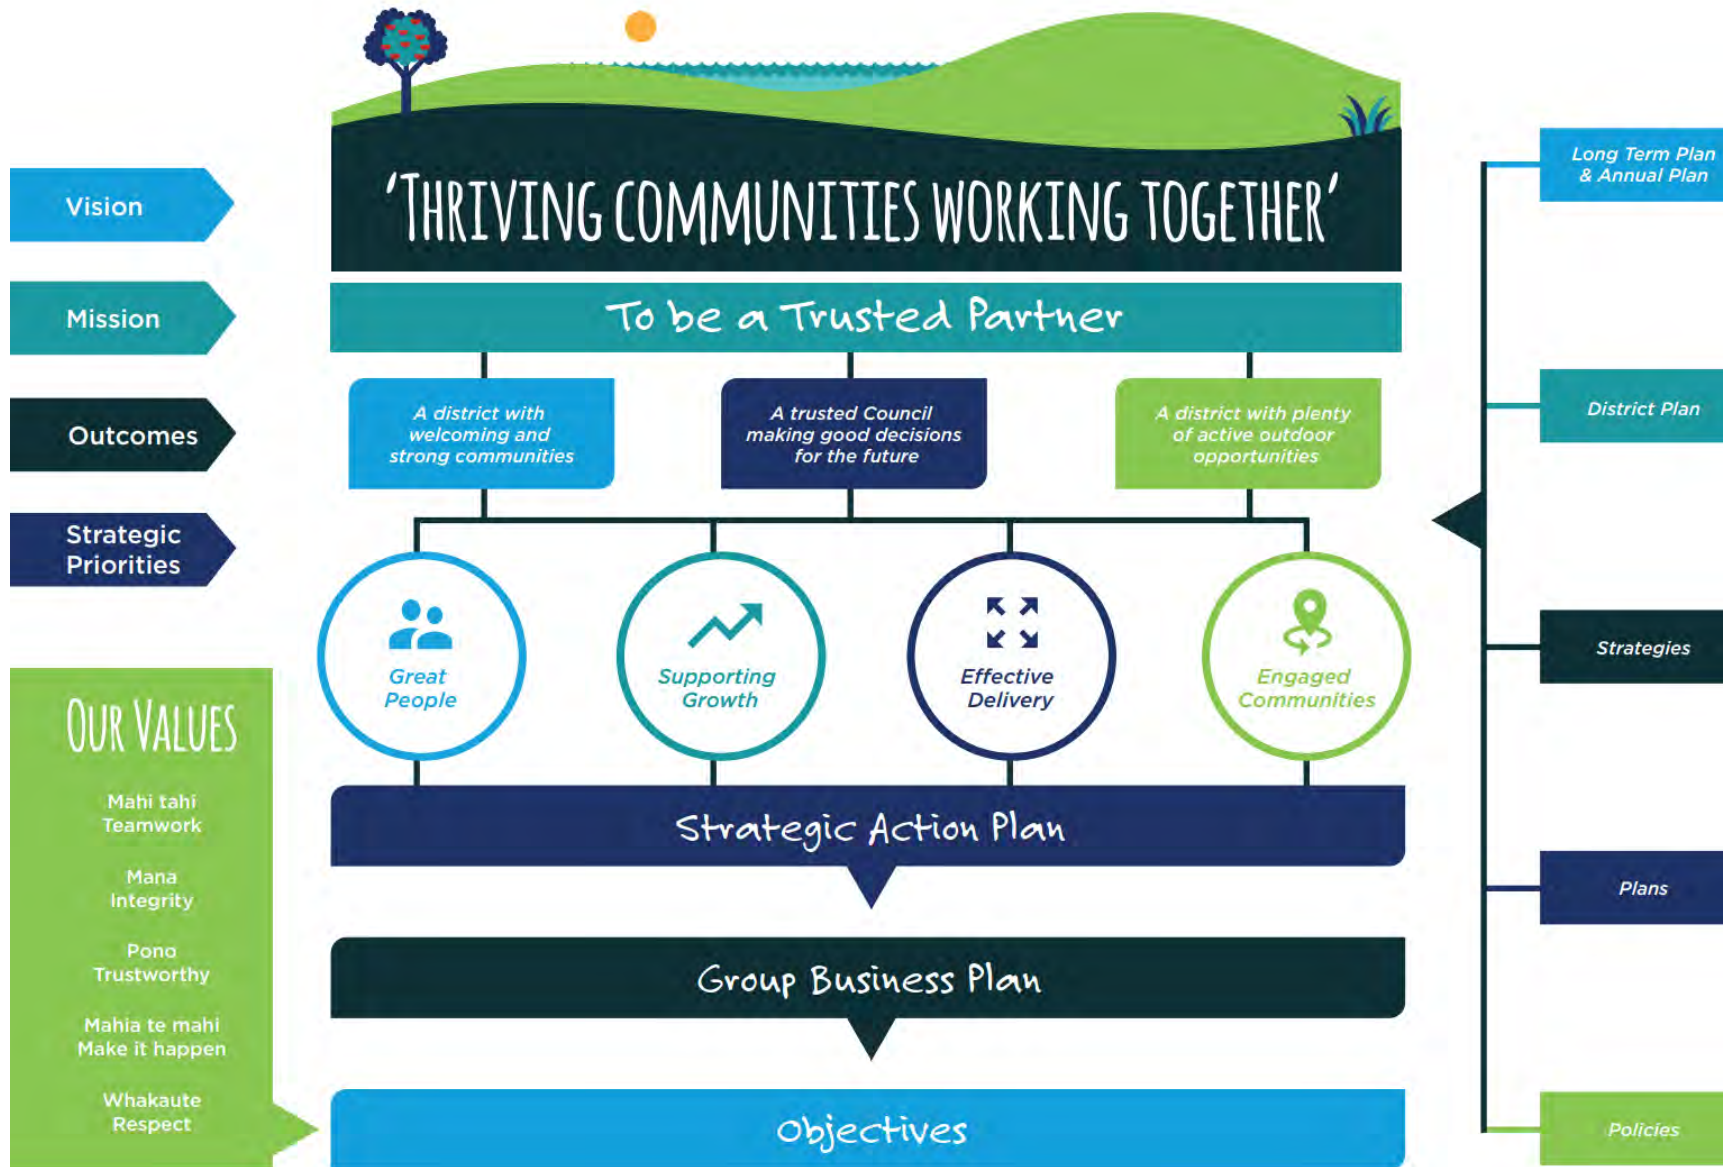 Vision
'THRIVING COMMUNITIES WORKING TOGETHER'
Mission
To be a Trusted Partner
Outcomes
A district with
welcoming and
strong communities
A trusted Council
making good decisions
for the future
A district with plenty
of active outdoor
opportunities
Strategic
Priorities
Great
People
Supporting
Growth
Effective
Delivery
Engaged
Communities
Strategic Action Plan
Group Business Plan
Objectives
OUR VALUES
Mahi tahi
Teamwork
Mana
Integrity
Pono
Trustworthy
Mahia te mahi
Make it happen
Whakaute
Respect
Long Term Plan
& Annual Plan
District Plan
Strategies
Plans
Policies